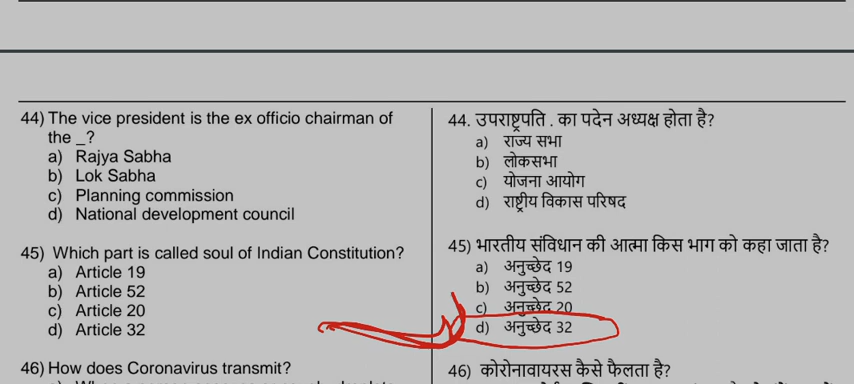 44) The vice president is the ex officio chairman of
the _?
a) Rajya Sabha
b) Lok Sabha
c) Planning commission
d) National development council
45) Which part is called soul of Indian Constitution?
a) Article 19
b) Article 52
c) Article 20
d) Article 32
46) How does Coronavirus transmit?
44. उपराष्ट्रपति . का पदेन अध्यक्ष होता है?
a) राज्य सभा
b) लोकसभा
c) योजना आयोग
d) राष्ट्रीय विकास परिषद
45) भारतीय संविधान की आत्मा किस भाग को कहा जाता है?
a) अनुच्छेद 19
b) अनुच्छेद 52
c) अनुच्छेद 20
d) अनुच्छेद 32
46) कोरोनावायरस कैसे फैलता है?